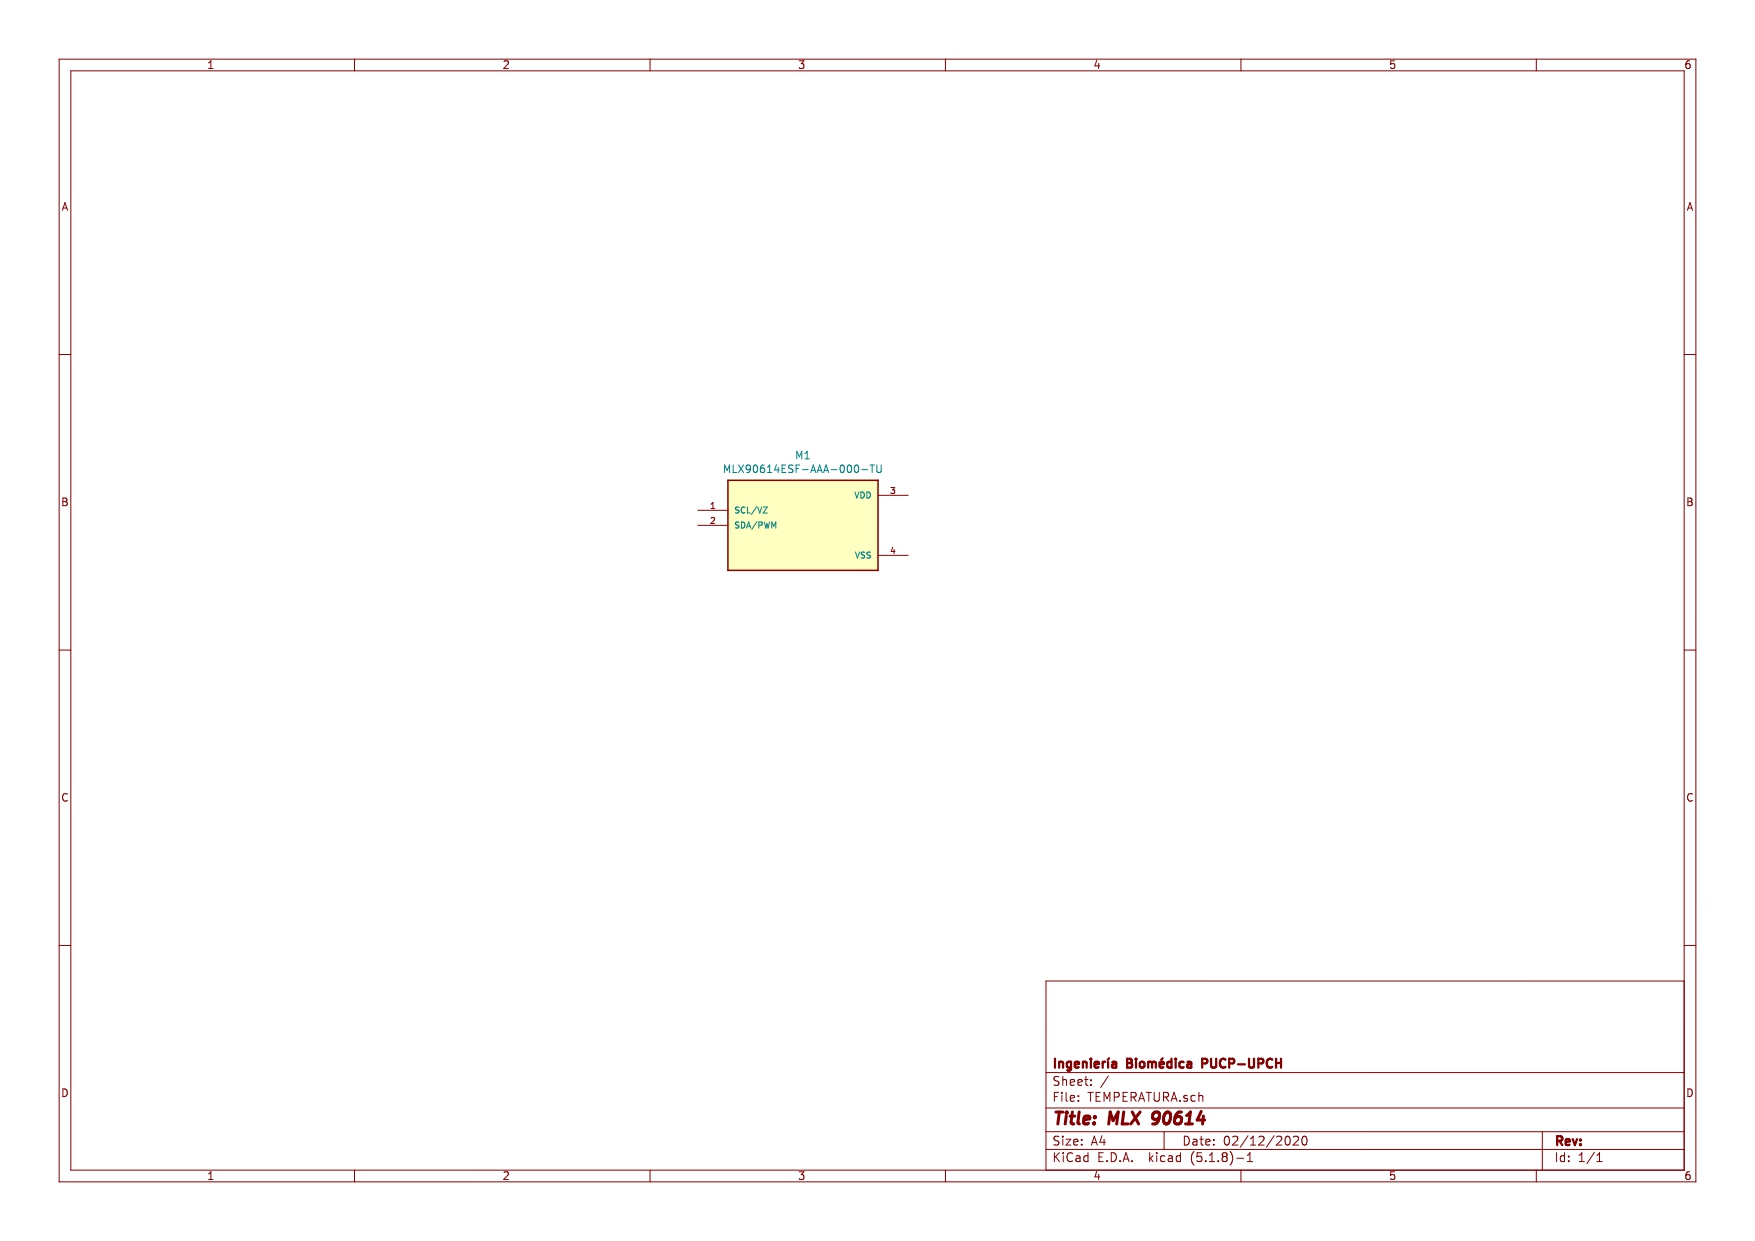 1 2 3 4 5 6
A A
M1
MLX90614ESF-AAA-000-TU
VDD 3
B B
1 SCL/VZ
2 SDA/PWM
VSS 4
C C
Ingeniería Biomédica PUCP-UPCH
Sheet: /
D D
File: TEMPERATURA.sch
Title: MLX 90614
Size: A4 Date: 02/12/2020 Rev:
KiCad E.D.A. kicad (5.1.8)-1 Id: 1/1
1 2 3 4 5 6